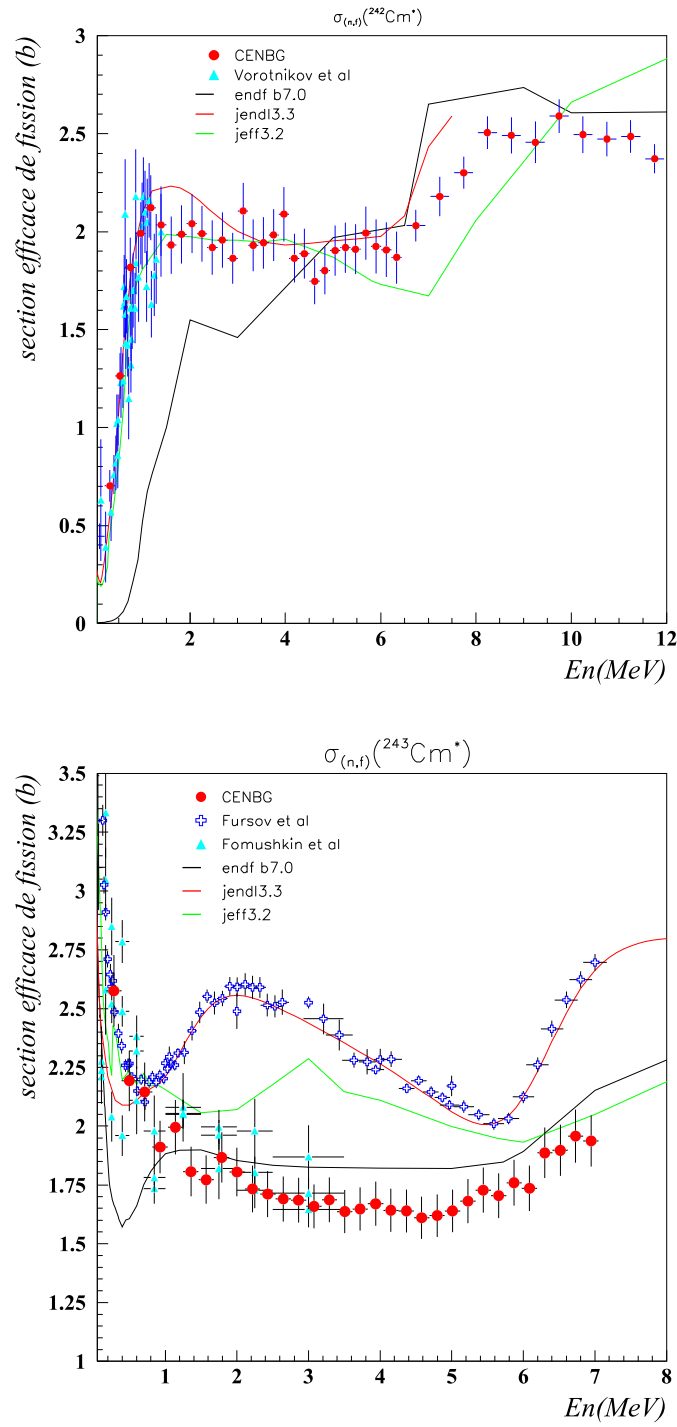 σ(n,f)(²⁴²Cm*)
section efficace de fission (b)
3
2.5
2
1.5
1
0.5
0
CENBG
Vorotnikov et al
endf b7.0
jendl3.3
jeff3.2
2 4 6 8 10 12
En(MeV)
σ(n,f)(²⁴³Cm*)
section efficace de fission (b)
3.5
3.25
3
2.75
2.5
2.25
2
1.75
1.5
1.25
1
CENBG
Fursov et al
Fomushkin et al
endf b7.0
jendl3.3
jeff3.2
1 2 3 4 5 6 7 8
En(MeV)